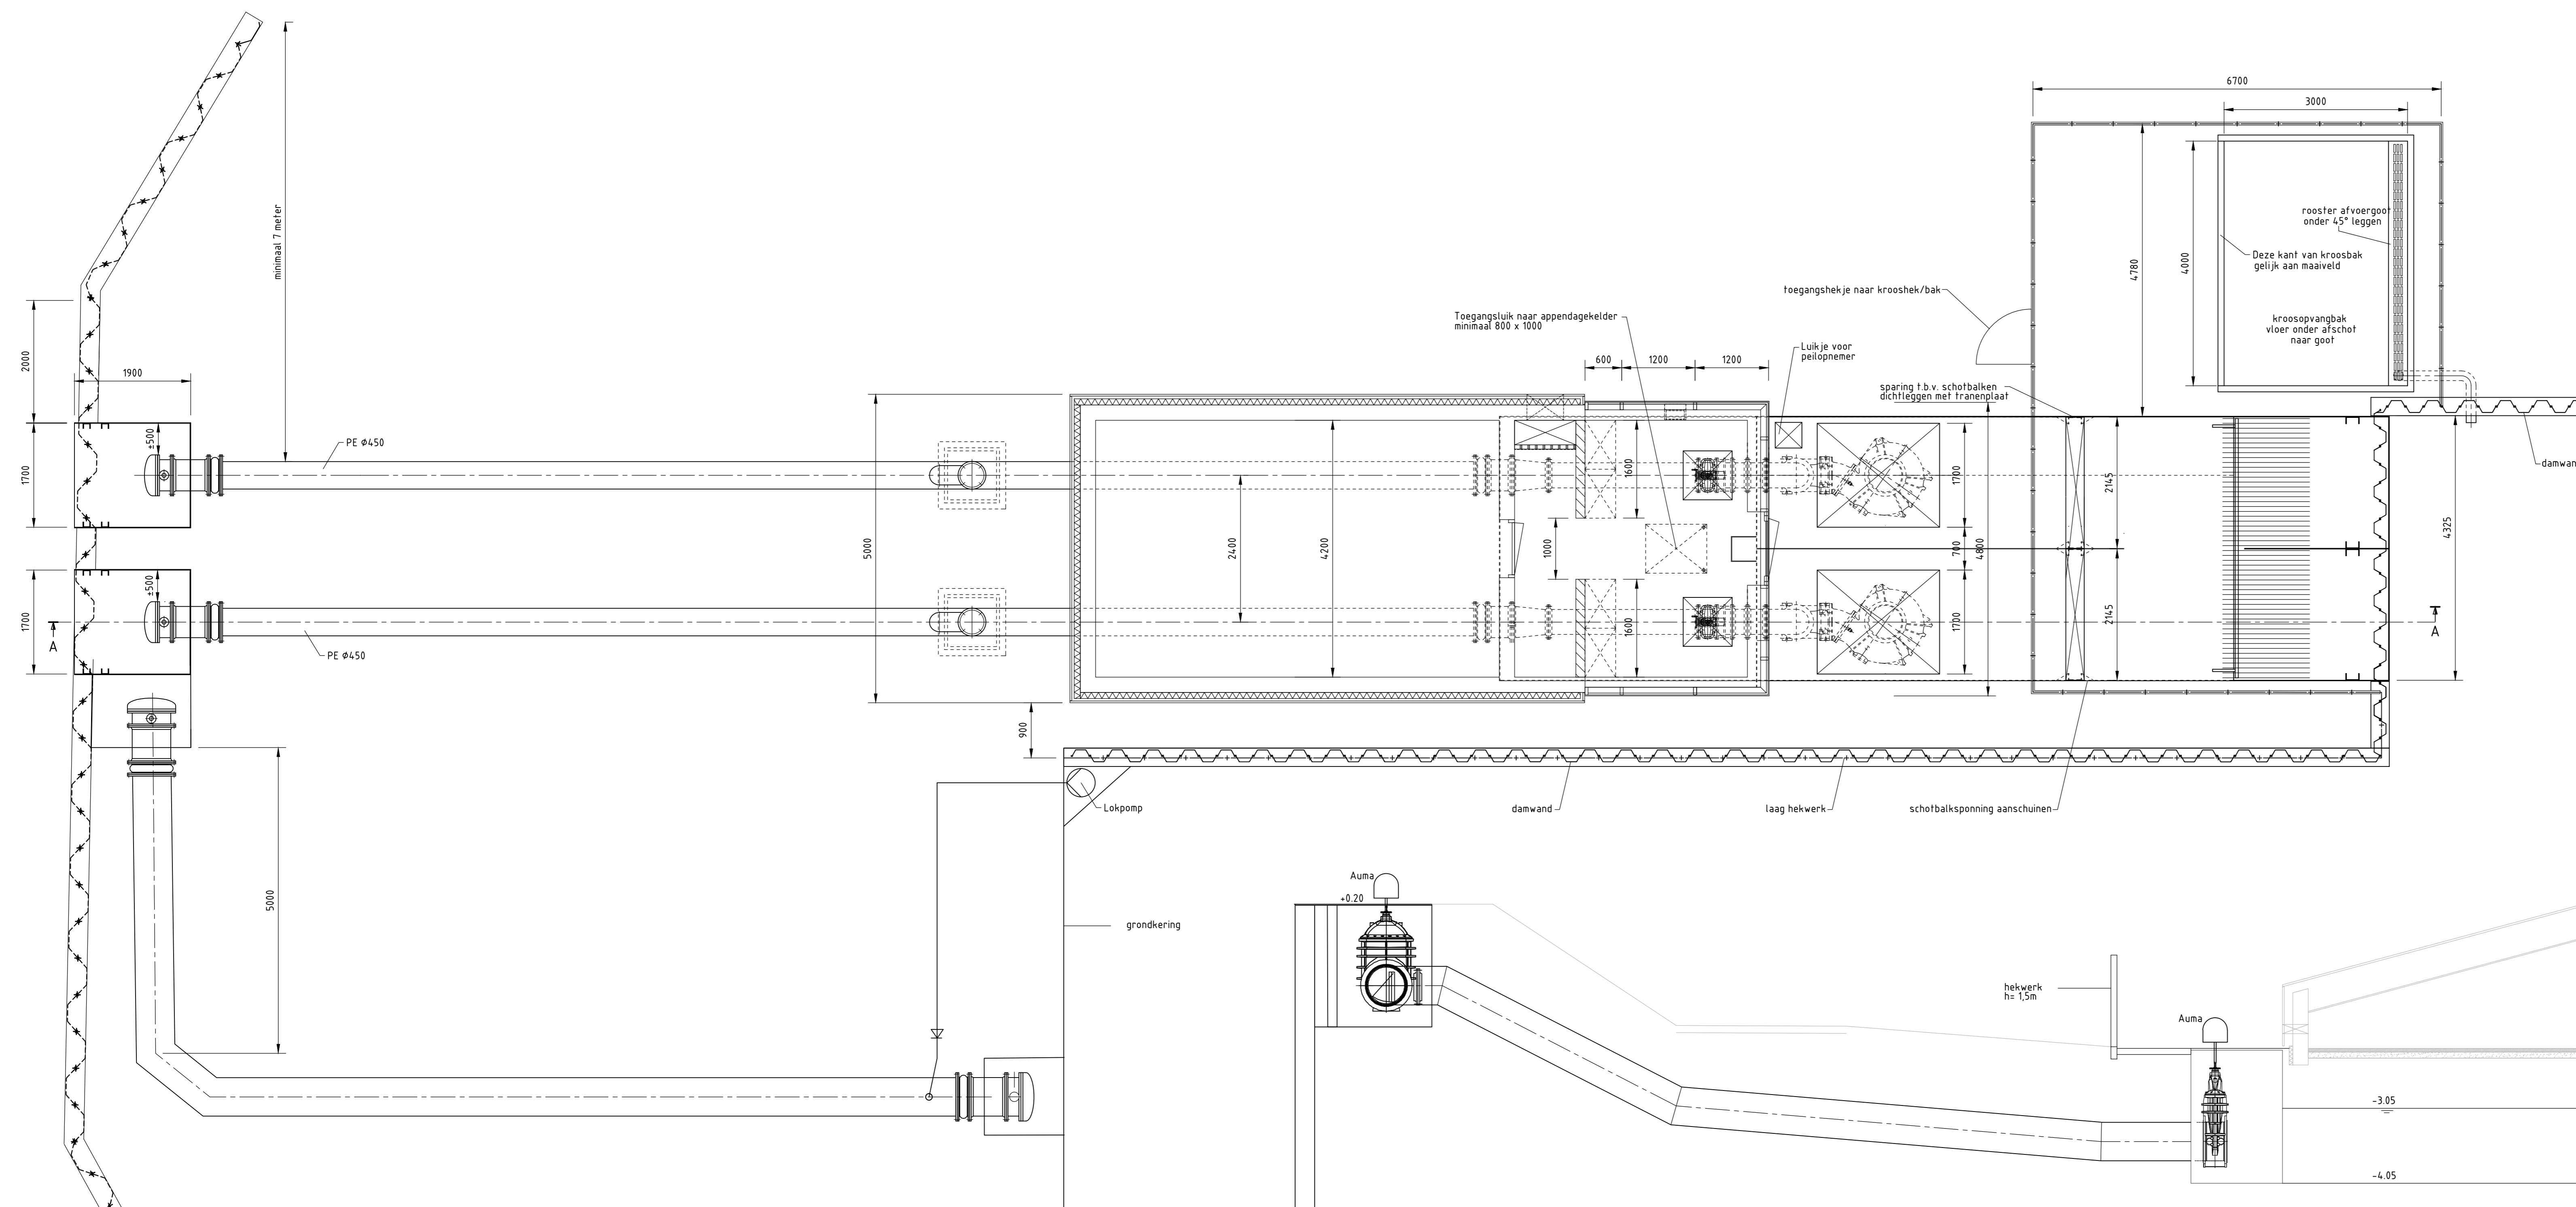 6700
3000
minimaal 7 meter
rooster afvoergoot
onder 45° leggen
Deze kant van kroosbak
gelijk aan maaiveld
4780
4000
toegangshekje naar krooshek/bak
Toegangsluik naar appendagekelder
minimaal 800 x 1000
kroosopvangbak
vloer onder afschot
naar goot
Luikje voor
peilopnemer
2000
1900
600
1200
1200
sparing t.b.v. schotbalken
dichtleggen met tranenplaat
±500
PE Ø450
1700
1600
1700
2145
damwan
5000
2400
4200
1000
700
4800
4325
±500
1700
1600
1700
2145
A
A
PE Ø450
900
Lokpomp
damwand
laag hekwerk
schotbalksponning aanschuinen
5000
Auma
+0.20
grondkering
hekwerk
h= 1,5m
Auma
-3.05
-4.05